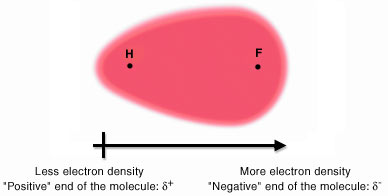 H F
Less electron density More electron density
"Positive" end of the molecule: δ+ "Negative" end of the molecule: δ-